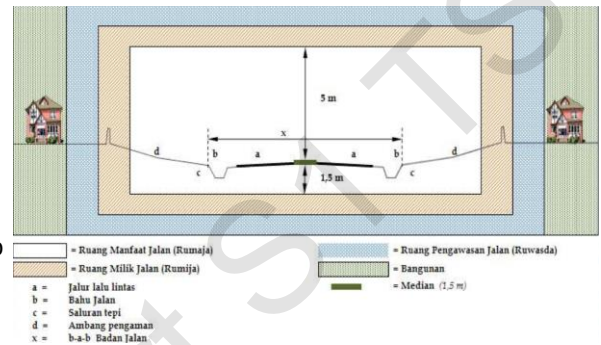 5 m
x
d b a a b d
c c
1,5 m
= Ruang Manfaat Jalan (Rumaja)
= Ruang Pengawasan Jalan (Ruwasda)
= Ruang Milik Jalan (Rumija)
= Bangunan
a = Jalur lalu lintas
= Median (1,5 m)
b = Bahu Jalan
c = Saluran tepi
d = Ambang pengaman
x = b-a-b Badan Jalan